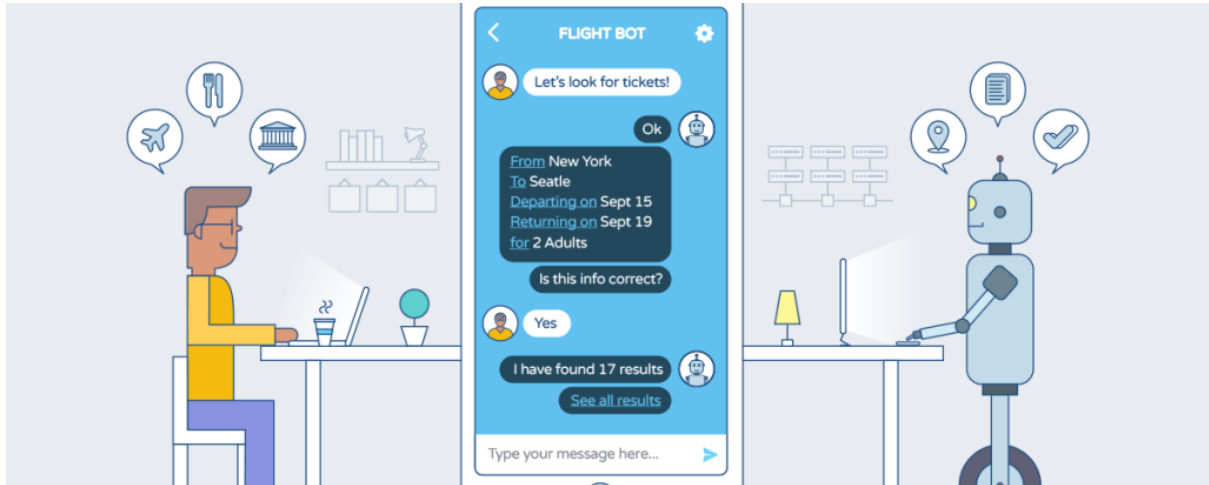 FLIGHT BOT
Let's look for tickets!
Ok
From New York
To Seatle
Departing on Sept 15
Returning on Sept 19
for 2 Adults
Is this info correct?
Yes
I have found 17 results
See all results
Type your message here...